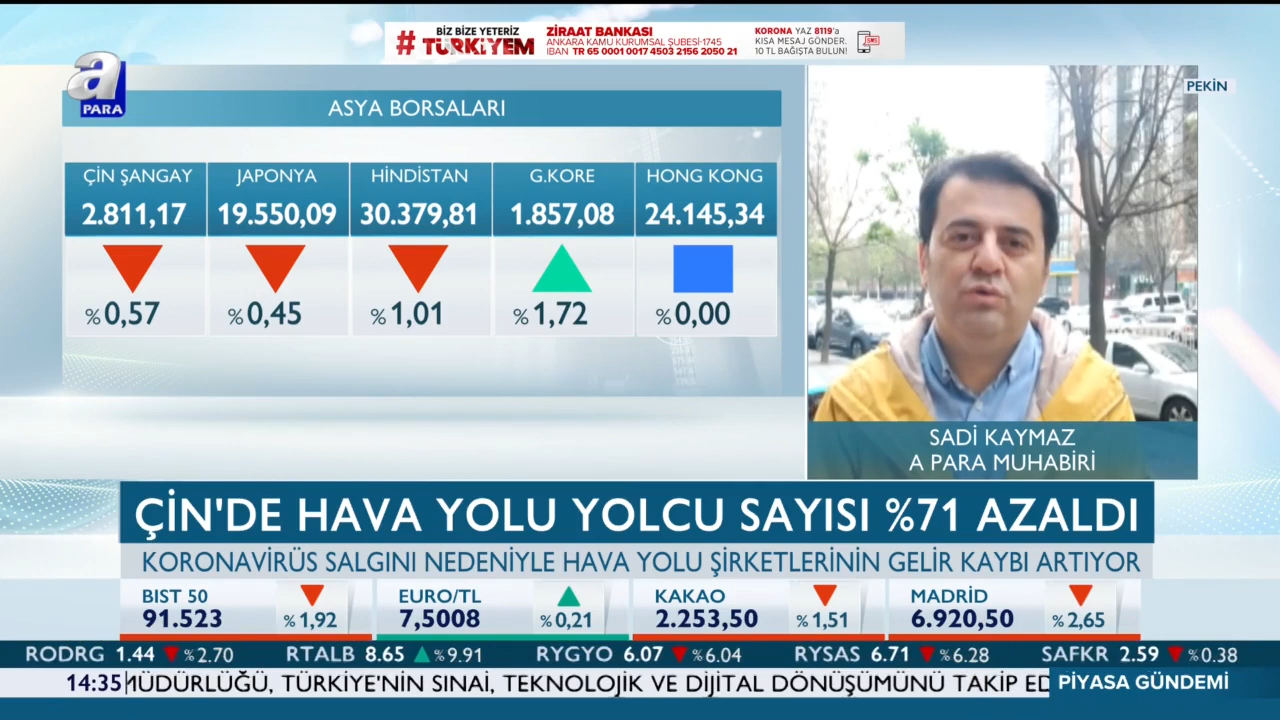 BİZ BİZE YETERİZ
#TÜRKİYEM
ZİRAAT BANKASI
ANKARA KAMU KURUMSAL ŞUBESİ-1745
IBAN TR 65 0001 0017 4503 2156 2050 21
KORONA YAZ 8119'a
KISA MESAJ GÖNDER,
10 TL BAĞIŞTA BULUN!
SMS
a
PARA
PEKİN
ASYA BORSALARI
ÇİN ŞANGAY JAPONYA HİNDİSTAN G.KORE HONG KONG
2.811,17 19.550,09 30.379,81 1.857,08 24.145,34
%0,57 %0,45 %1,01 %1,72 %0,00
SADİ KAYMAZ
A PARA MUHABİRİ
ÇİN'DE HAVA YOLU YOLCU SAYISI %71 AZALDI
KORONAVİRÜS SALGINI NEDENİYLE HAVA YOLU ŞİRKETLERİNİN GELİR KAYBI ARTIYOR
BIST 50 EURO/TL KAKAO MADRİD
91.523 %1,92 7,5008 %0,21 2.253,50 %1,51 6.920,50 %2,65
RODRG 1.44 %2.70 RTALB 8.65 %9.91 RYGYO 6.07 %6.04 RYSAS 6.71 %6.28 SAFKR 2.59 %0.38
14:35 MÜDÜRLÜĞÜ, TÜRKİYE'NİN SINAİ, TEKNOLOJİK VE DİJİTAL DÖNÜŞÜMÜNÜ TAKİP ED PİYASA GÜNDEMİ